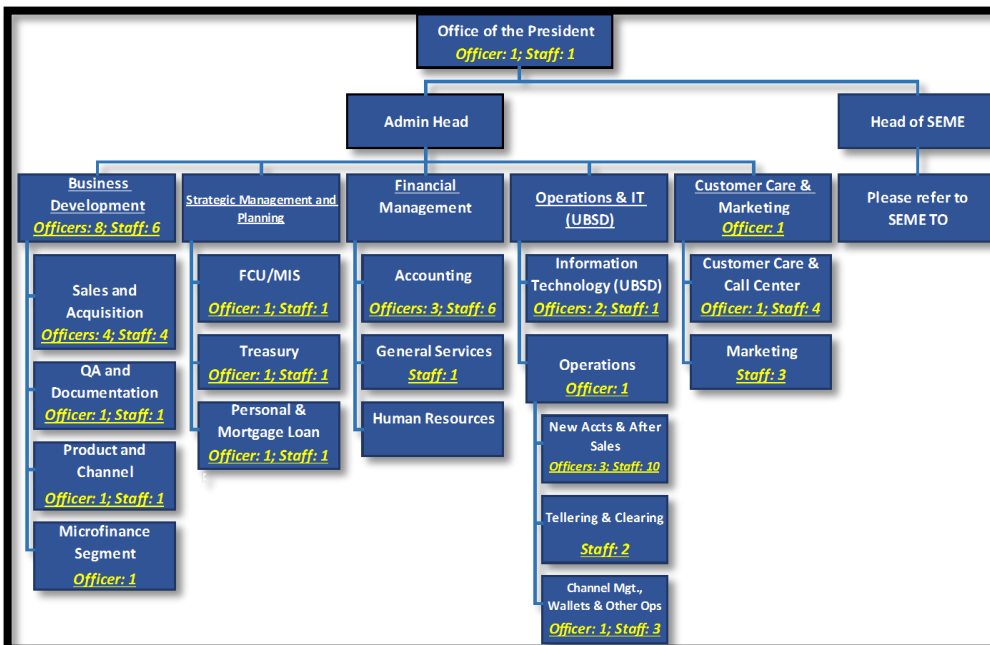 Office of the President
Officer: 1; Staff: 1
Admin Head
Head of SEME
Business
Development
Officers: 8; Staff: 6
Strategic Management and
Planning
Financial
Management
Operations & IT
(UBSD)
Customer Care &
Marketing
Officer: 1
Please refer to
SEME TO
Sales and
Acquisition
Officers: 4; Staff: 4
QA and
Documentation
Officer: 1; Staff: 1
Product and
Channel
Officer: 1; Staff: 1
Microfinance
Segment
Officer: 1
FCU/MIS
Officer: 1; Staff: 1
Treasury
Officer: 1; Staff: 1
Personal &
Mortgage Loan
Officer: 1; Staff: 1
Accounting
Officers: 3; Staff: 6
General Services
Staff: 1
Human Resources
Information
Technology (UBSD)
Officers: 2; Staff: 1
Operations
Officer: 1
New Accts & After
Sales
Officers: 3; Staff: 10
Tellering & Clearing
Staff: 2
Channel Mgt.,
Wallets & Other Ops
Officer: 1; Staff: 3
Customer Care &
Call Center
Officer: 1; Staff: 4
Marketing
Staff: 3